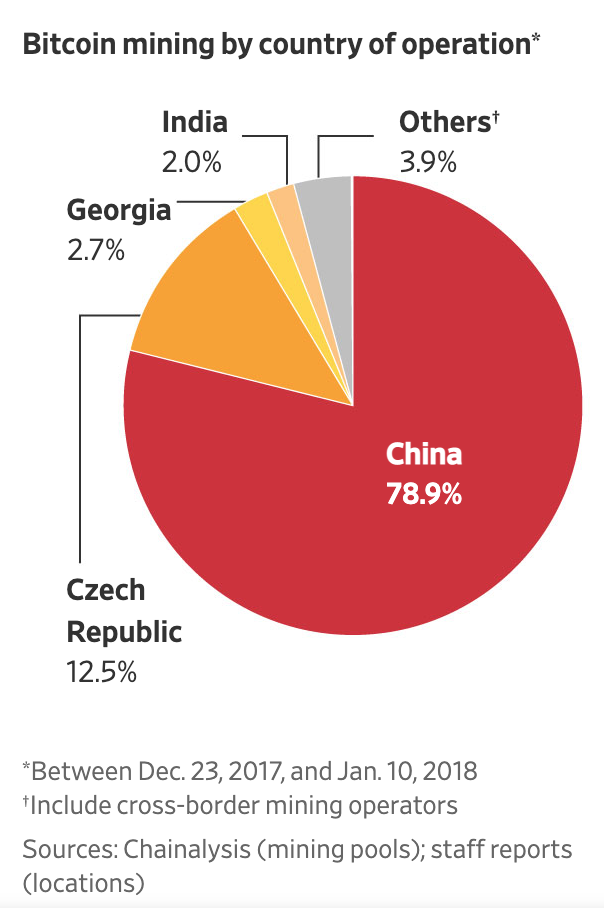 Bitcoin mining by country of operation*
India
2.0%
Others†
3.9%
Georgia
2.7%
China
78.9%
Czech
Republic
12.5%
*Between Dec. 23, 2017, and Jan. 10, 2018
†Include cross-border mining operators
Sources: Chainalysis (mining pools); staff reports
(locations)